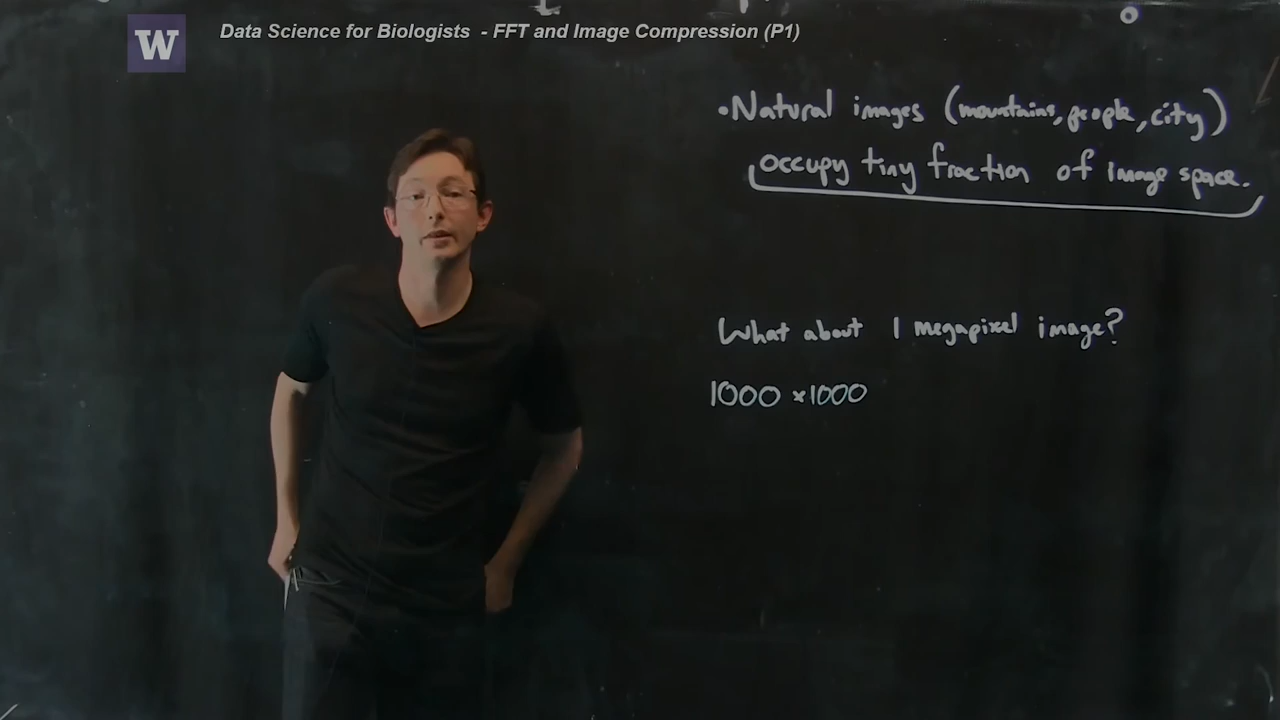 W
Data Science for Biologists - FFT and Image Compression (P1)
•Natural images (mountains, people, city)
occupy tiny fraction of image space.
What about 1 megapixel image?
1000 ×1000